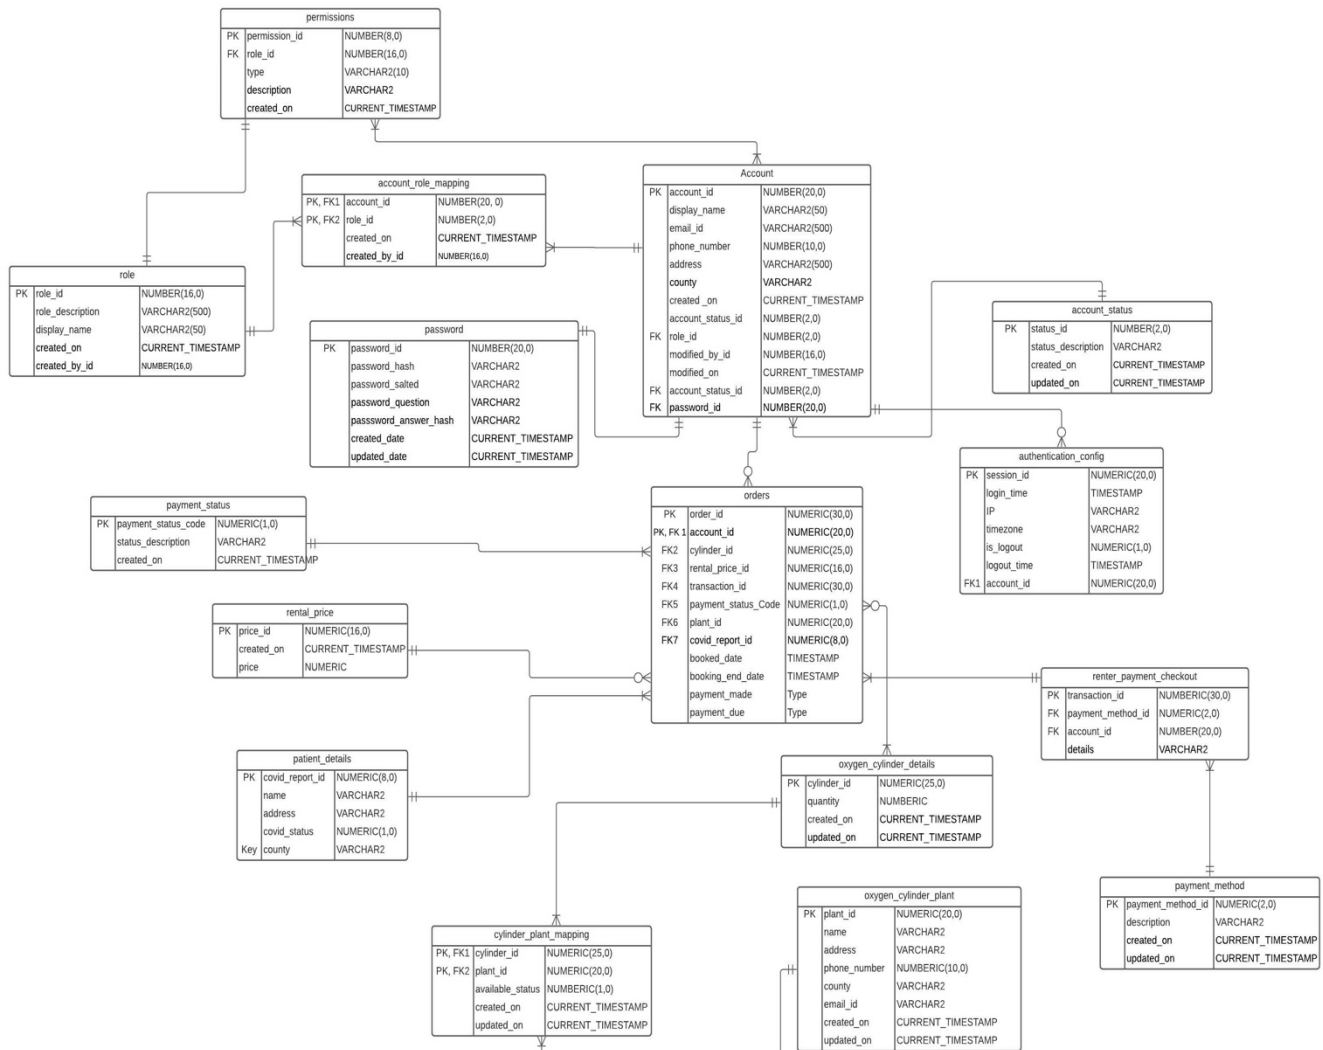 permissions
PK permission_id NUMBER(8,0)
FK role_id NUMBER(16,0)
type VARCHAR2(10)
description VARCHAR2
created_on CURRENT_TIMESTAMP
account_role_mapping
PK, FK1 account_id NUMBER(20, 0)
PK, FK2 role_id NUMBER(2,0)
created_on CURRENT_TIMESTAMP
created_by_id NUMBER(16,0)
Account
PK account_id NUMBER(20,0)
display_name VARCHAR2(50)
email_id VARCHAR2(500)
phone_number NUMBER(10,0)
address VARCHAR2(500)
county VARCHAR2
created _on CURRENT_TIMESTAMP
account_status_id NUMBER(2,0)
FK role_id NUMBER(2,0)
modified_by_id NUMBER(16,0)
modified_on CURRENT_TIMESTAMP
FK account_status_id NUMBER(2,0)
FK password_id NUMBER(20,0)
role
PK role_id NUMBER(16,0)
role_description VARCHAR2(500)
display_name VARCHAR2(50)
created_on CURRENT_TIMESTAMP
created_by_id NUMBER(16,0)
password
PK password_id NUMBER(20,0)
password_hash VARCHAR2
password_salted VARCHAR2
password_question VARCHAR2
passsword_answer_hash VARCHAR2
created_date CURRENT_TIMESTAMP
updated_date CURRENT_TIMESTAMP
account_status
PK status_id NUMBER(2,0)
status_description VARCHAR2
created_on CURRENT_TIMESTAMP
updated_on CURRENT_TIMESTAMP
authentication_config
PK session_id NUMERIC(20,0)
login_time TIMESTAMP
IP VARCHAR2
timezone VARCHAR2
is_logout NUMERIC(1,0)
logout_time TIMESTAMP
FK1 account_id NUMERIC(20,0)
payment_status
PK payment_status_code NUMERIC(1,0)
status_description VARCHAR2
created_on CURRENT_TIMESTAMP
orders
PK order_id NUMERIC(30,0)
PK, FK 1 account_id NUMERIC(20,0)
FK2 cylinder_id NUMERIC(25,0)
FK3 rental_price_id NUMERIC(16,0)
FK4 transaction_id NUMERIC(30,0)
FK5 payment_status_Code NUMERIC(1,0)
FK6 plant_id NUMERIC(20,0)
FK7 covid_report_id NUMERIC(8,0)
booked_date TIMESTAMP
booking_end_date TIMESTAMP
payment_made Type
payment_due Type
rental_price
PK price_id NUMERIC(16,0)
created_on CURRENT_TIMESTAMP
price NUMERIC
renter_payment_checkout
PK transaction_id NUMBERIC(30,0)
FK payment_method_id NUMERIC(2,0)
FK account_id NUMBER(20,0)
details VARCHAR2
patient_details
PK covid_report_id NUMERIC(8,0)
name VARCHAR2
address VARCHAR2
covid_status NUMERIC(1,0)
Key county VARCHAR2
oxygen_cylinder_details
PK cylinder_id NUMERIC(25,0)
quantity NUMBERIC
created_on CURRENT_TIMESTAMP
updated_on CURRENT_TIMESTAMP
payment_method
PK payment_method_id NUMERIC(2,0)
description VARCHAR2
created_on CURRENT_TIMESTAMP
updated_on CURRENT_TIMESTAMP
oxygen_cylinder_plant
PK plant_id NUMERIC(20,0)
name VARCHAR2
address VARCHAR2
phone_number NUMBERIC(10,0)
county VARCHAR2
email_id VARCHAR2
created_on CURRENT_TIMESTAMP
updated_on CURRENT_TIMESTAMP
cylinder_plant_mapping
PK, FK1 cylinder_id NUMERIC(25,0)
PK, FK2 plant_id NUMERIC(20,0)
available_status NUMBERIC(1,0)
created_on CURRENT_TIMESTAMP
updated_on CURRENT_TIMESTAMP